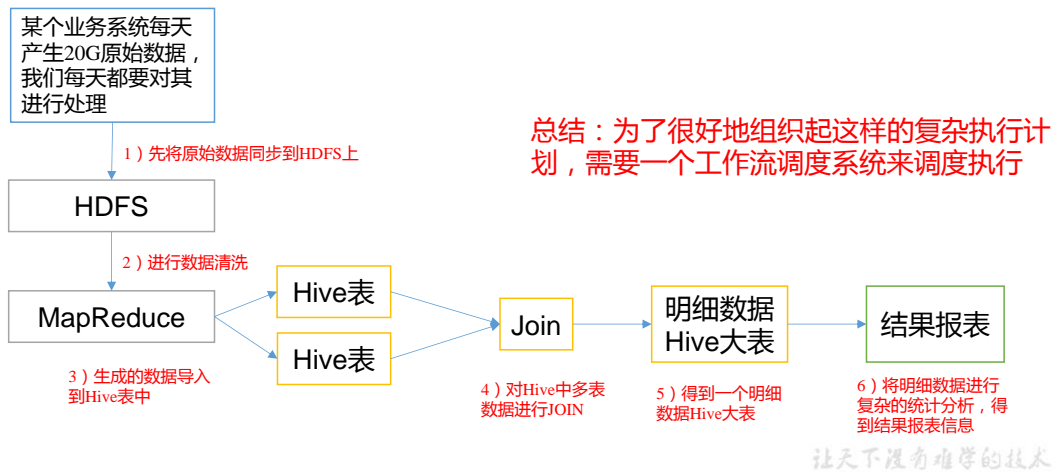 某个业务系统每天
产生20G原始数据，
我们每天都要对其
进行处理
1）先将原始数据同步到HDFS上
总结：为了很好地组织起这样的复杂执行计
划，需要一个工作流调度系统来调度执行
HDFS
2）进行数据清洗
MapReduce
Hive表
Hive表
Join
明细数据
Hive大表
结果报表
3）生成的数据导入
到Hive表中
4）对Hive中多表
数据进行JOIN
5）得到一个明细
数据Hive大表
6）将明细数据进行
复杂的统计分析，得
到结果报表信息
让天下没有难学的技术